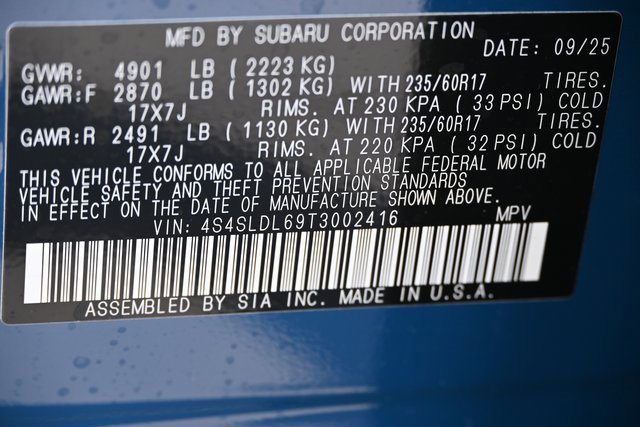 MFD BY SUBARU CORPORATION
DATE: 09/25
GVWR: 4901 LB ( 2223 KG)
GAWR:F 2870 LB ( 1302 KG) WITH 235/60R17 TIRES.
17X7J RIMS. AT 230 KPA ( 33 PSI) COLD
GAWR:R 2491 LB ( 1130 KG) WITH 235/60R17 TIRES.
17X7J RIMS. AT 220 KPA ( 32 PSI) COLD
THIS VEHICLE CONFORMS TO ALL APPLICABLE FEDERAL MOTOR
VEHICLE SAFETY AND THEFT PREVENTION STANDARDS
IN EFFECT ON THE DATE OF MANUFACTURE SHOWN ABOVE.
VIN: 4S4SLDL69T3002416 MPV
ASSEMBLED BY SIA INC. MADE IN U.S.A.